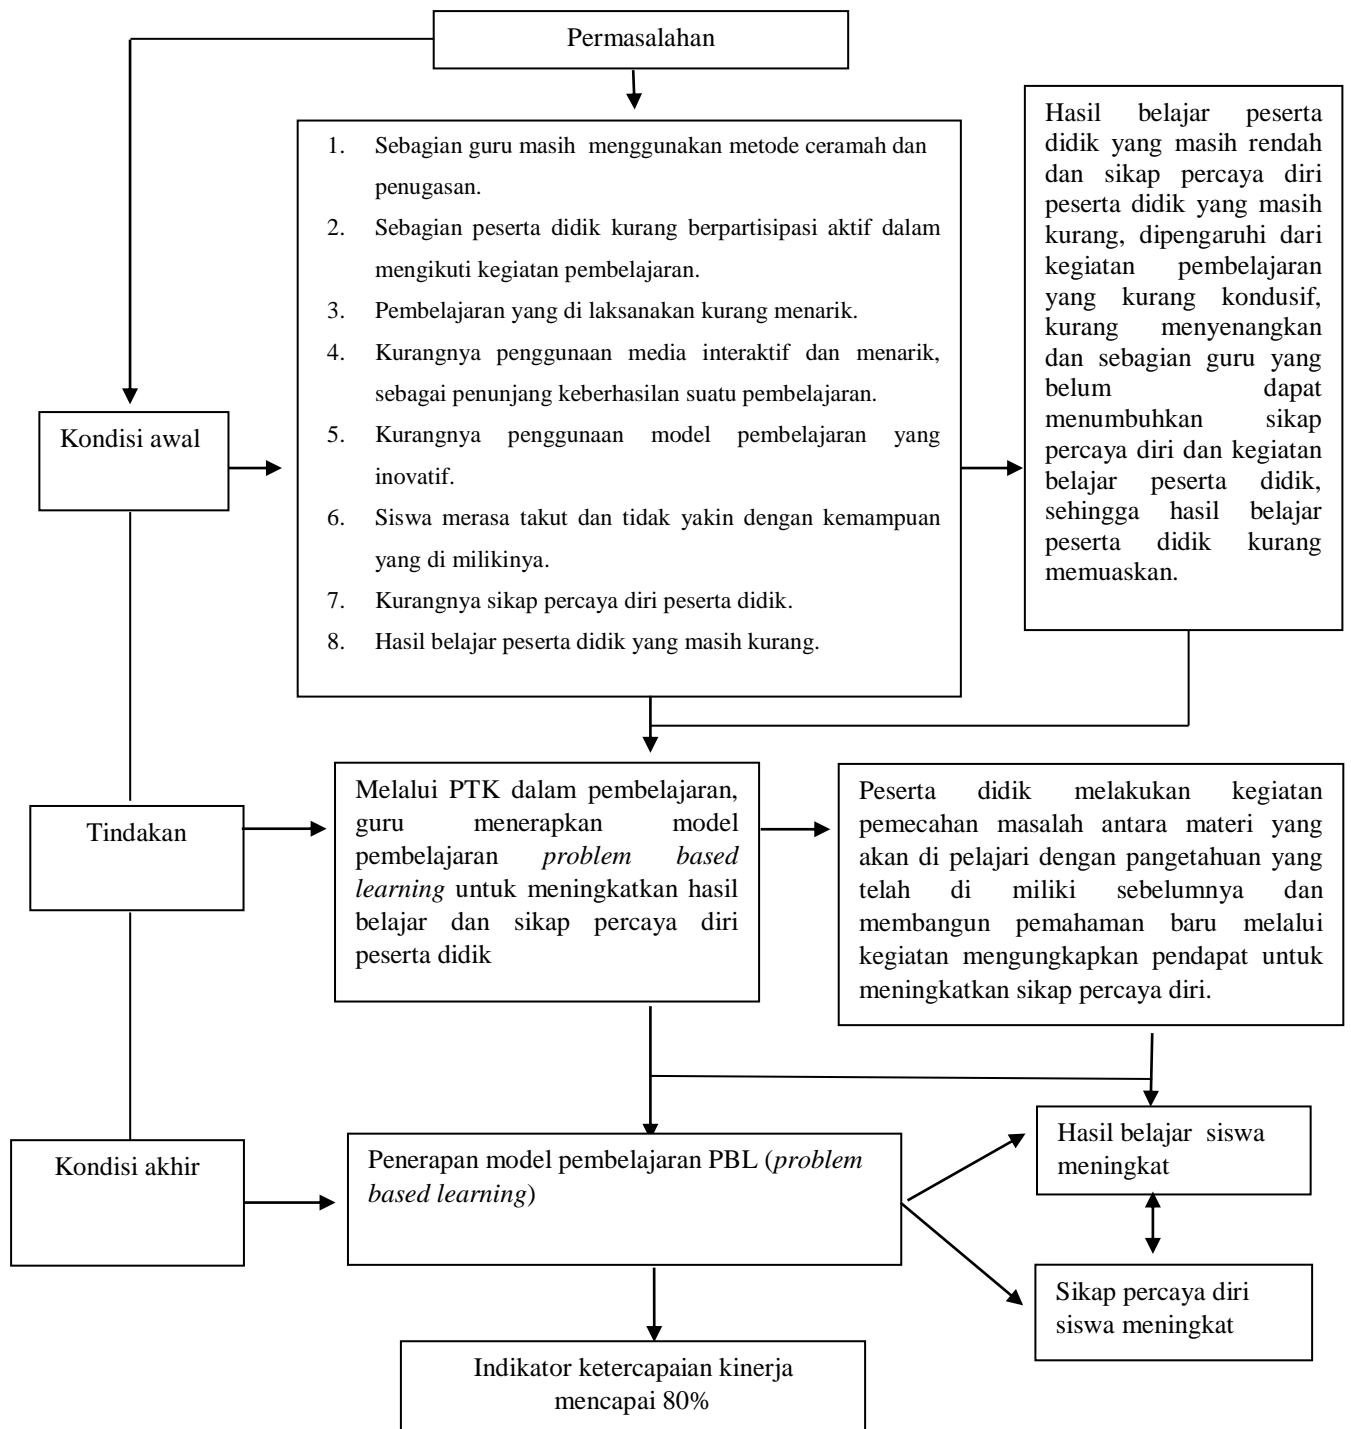 Permasalahan
1. Sebagian guru masih menggunakan metode ceramah dan
penugasan.
2. Sebagian peserta didik kurang berpartisipasi aktif dalam
mengikuti kegiatan pembelajaran.
3. Pembelajaran yang di laksanakan kurang menarik.
4. Kurangnya penggunaan media interaktif dan menarik,
sebagai penunjang keberhasilan suatu pembelajaran.
5. Kurangnya penggunaan model pembelajaran yang
inovatif.
6. Siswa merasa takut dan tidak yakin dengan kemampuan
yang di milikinya.
7. Kurangnya sikap percaya diri peserta didik.
8. Hasil belajar peserta didik yang masih kurang.
Hasil belajar peserta
didik yang masih rendah
dan sikap percaya diri
peserta didik yang masih
kurang, dipengaruhi dari
kegiatan pembelajaran
yang kurang kondusif,
kurang menyenangkan
dan sebagian guru yang
belum dapat
menumbuhkan sikap
percaya diri dan kegiatan
belajar peserta didik,
sehingga hasil belajar
peserta didik kurang
memuaskan.
Kondisi awal
Tindakan
Melalui PTK dalam pembelajaran,
guru menerapkan model
pembelajaran problem based
learning untuk meningkatkan hasil
belajar dan sikap percaya diri
peserta didik
Peserta didik melakukan kegiatan
pemecahan masalah antara materi yang
akan di pelajari dengan pangetahuan yang
telah di miliki sebelumnya dan
membangun pemahaman baru melalui
kegiatan mengungkapkan pendapat untuk
meningkatkan sikap percaya diri.
Kondisi akhir
Penerapan model pembelajaran PBL (problem
based learning)
Hasil belajar siswa
meningkat
Sikap percaya diri
siswa meningkat
Indikator ketercapaian kinerja
mencapai 80%